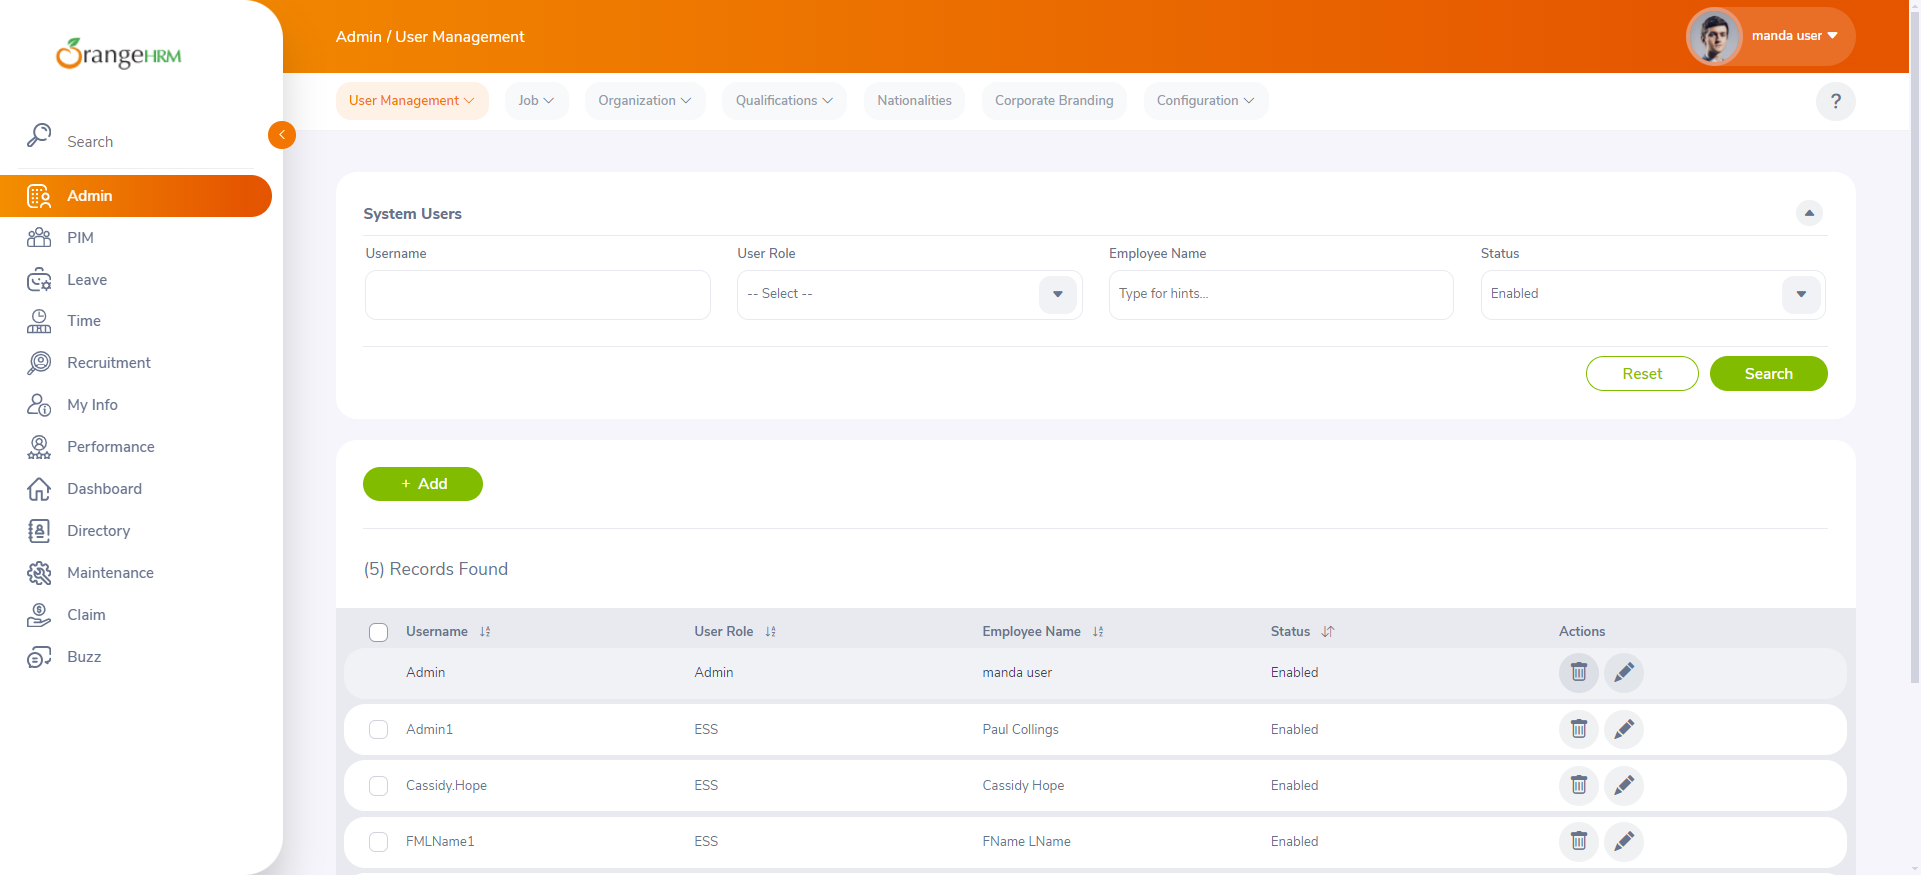 OrangeHRM
Admin / User Management
manda user
User Management
Job
Organization
Qualifications
Nationalities
Corporate Branding
Configuration
?
Search
Admin
PIM
Leave
Time
Recruitment
My Info
Performance
Dashboard
Directory
Maintenance
Claim
Buzz
System Users
Username
User Role
Employee Name
Status
-- Select --
Type for hints...
Enabled
Reset
Search
+ Add
(5) Records Found
Username
User Role
Employee Name
Status
Actions
Admin
Admin
manda user
Enabled
Admin1
ESS
Paul Collings
Enabled
Cassidy.Hope
ESS
Cassidy Hope
Enabled
FMLName1
ESS
FName LName
Enabled